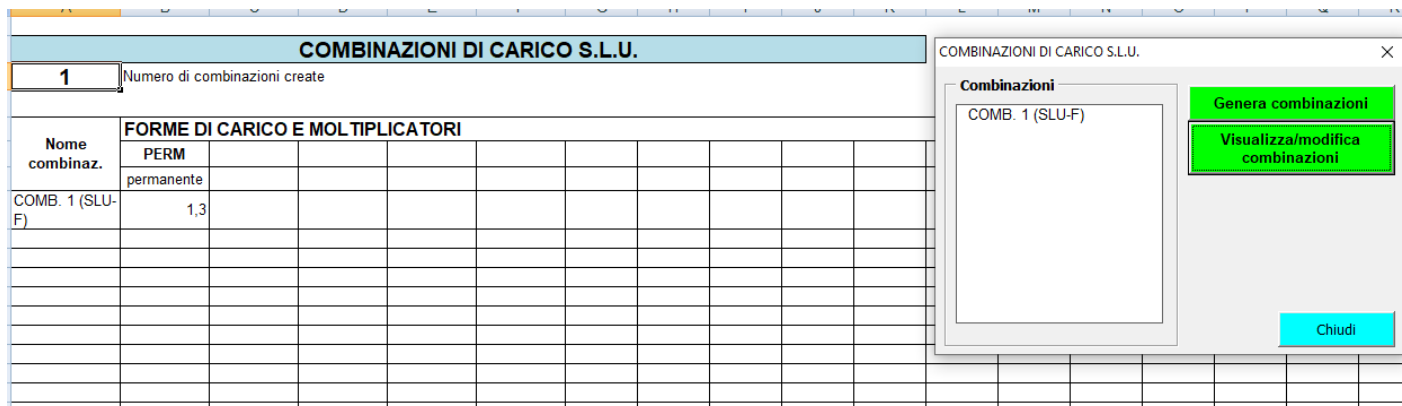 COMBINAZIONI DI CARICO S.L.U.
1 Numero di combinazioni create
Nome combinaz.
FORME DI CARICO E MOLTIPLICATORI
PERM
permanente
COMB. 1 (SLU-
F)
1,3
COMBINAZIONI DI CARICO S.L.U.
Combinazioni
COMB. 1 (SLU-F)
Genera combinazioni
Visualizza/modifica
combinazioni
Chiudi